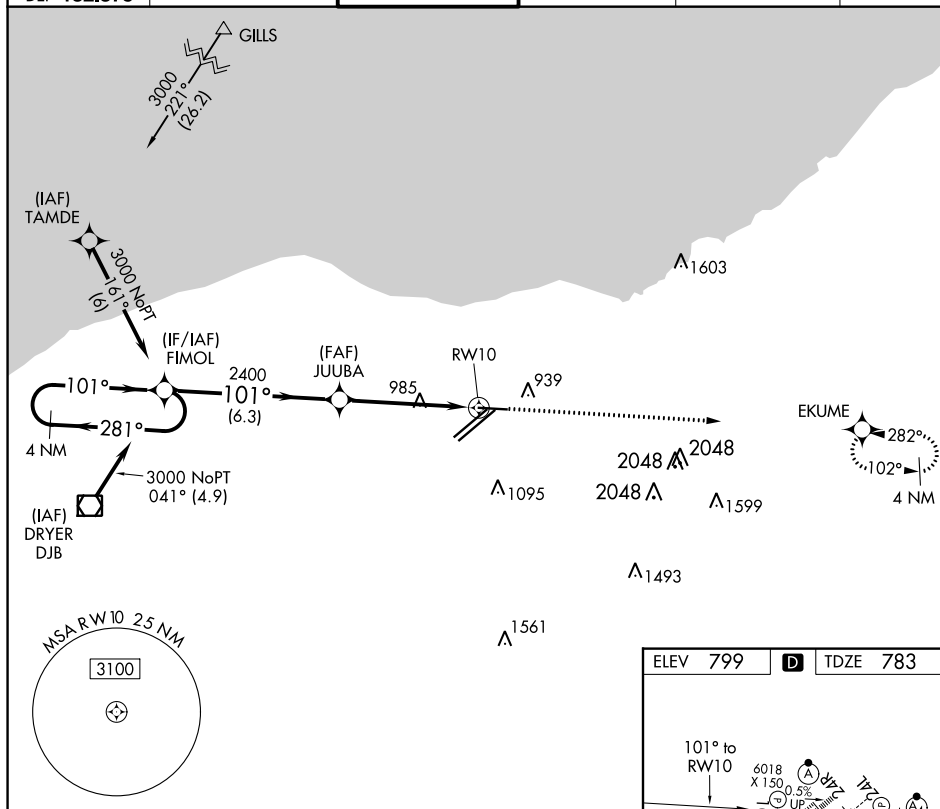 GILLS
3000
221°
(26.2)
(IAF)
TAMDE
3000 NoPT
161°
(6)
1603
(IF/IAF)
FIMOL
(FAF)
JUUBA
RW10
2400
101°
101°
(6.3)
985
939
EKUME
281°
4 NM
282°
102°
4 NM
2048
2048
2048
3000 NoPT
041° (4.9)
1095
1599
(IAF)
DRYER
DJB
1493
1561
MSA RW10 25 NM
3100
ELEV 799
D
TDZE 783
101° to
RW10
6018
X 150
0.5%
UP
P
A
24R
24L
P